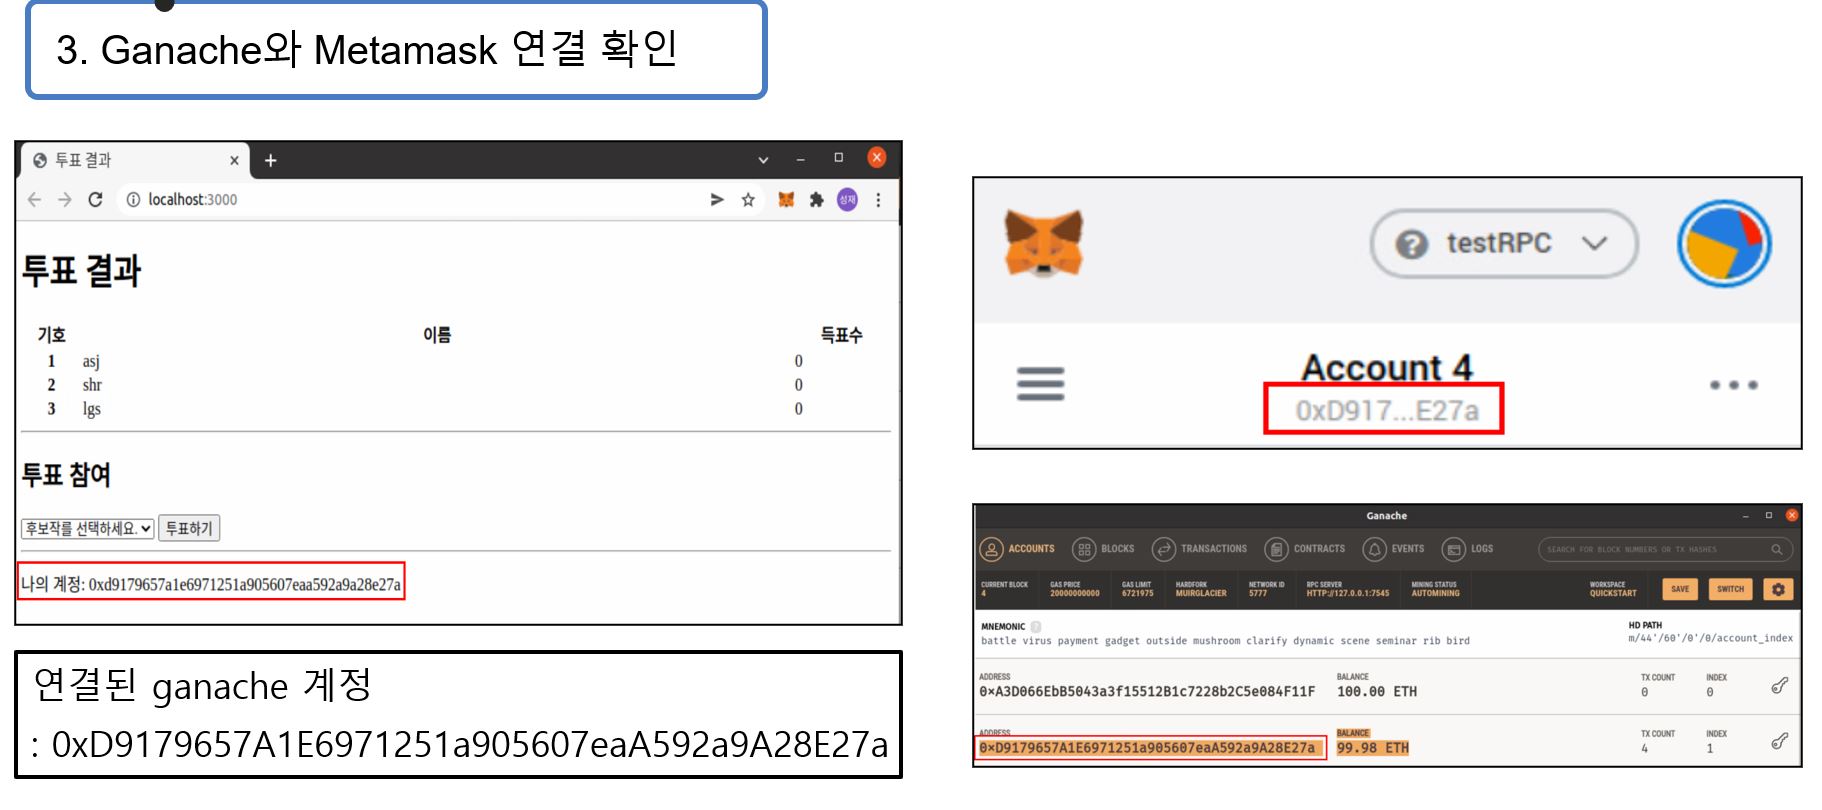 3. Ganache와 Metamask 연결 확인
투표 결과
localhost:3000
성재
투표 결과
기호 이름 득표수
1 asj 0
2 shr 0
3 lgs 0
투표 참여
후보작를 선택하세요. 투표하기
나의 계정: 0xd9179657a1e6971251a905607eaa592a9a28e27a
연결된 ganache 계정
: 0xD9179657A1E6971251a905607eaA592a9A28E27a
testRPC
Account 4
0xD917...E27a
Ganache
ACCOUNTS BLOCKS TRANSACTIONS CONTRACTS EVENTS LOGS SEARCH FOR BLOCK NUMBERS OR TX HASHES
CURRENT BLOCK GAS PRICE GAS LIMIT HARDFORK NETWORK ID RPC SERVER MINING STATUS WORKSPACE
4 20000000000 6721975 MUIRGLACIER 5777 HTTP://127.0.0.1:7545 AUTOMINING QUICKSTART SAVE SWITCH
MNEMONIC HD PATH
battle virus payment gadget outside mushroom clarify dynamic scene seminar rib bird m/44'/60'/0'/0/account_index
ADDRESS BALANCE TX COUNT INDEX
0×A3D066EbB5043a3f15512B1c7228b2C5e084F11F 100.00 ETH 0 0
ADDRESS BALANCE TX COUNT INDEX
0×D9179657A1E6971251a905607eaA592a9A28E27a 99.98 ETH 4 1